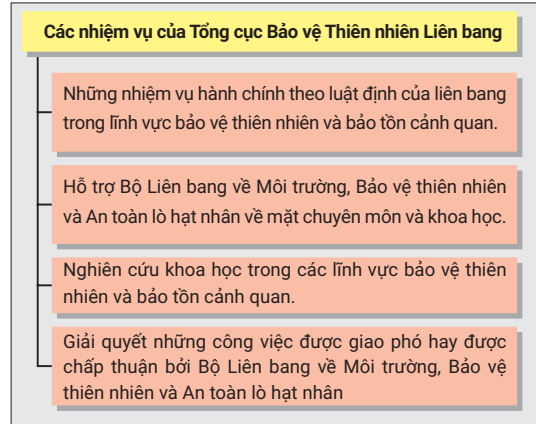 Các nhiệm vụ của Tổng cục Bảo vệ Thiên nhiên Liên bang
Những nhiệm vụ hành chính theo luật định của liên bang
trong lĩnh vực bảo vệ thiên nhiên và bảo tồn cảnh quan.
Hỗ trợ Bộ Liên bang về Môi trường, Bảo vệ thiên nhiên
và An toàn lò hạt nhân về mặt chuyên môn và khoa học.
Nghiên cứu khoa học trong các lĩnh vực bảo vệ thiên
nhiên và bảo tồn cảnh quan.
Giải quyết những công việc được giao phó hay được
chấp thuận bởi Bộ Liên bang về Môi trường, Bảo vệ
thiên nhiên và An toàn lò hạt nhân